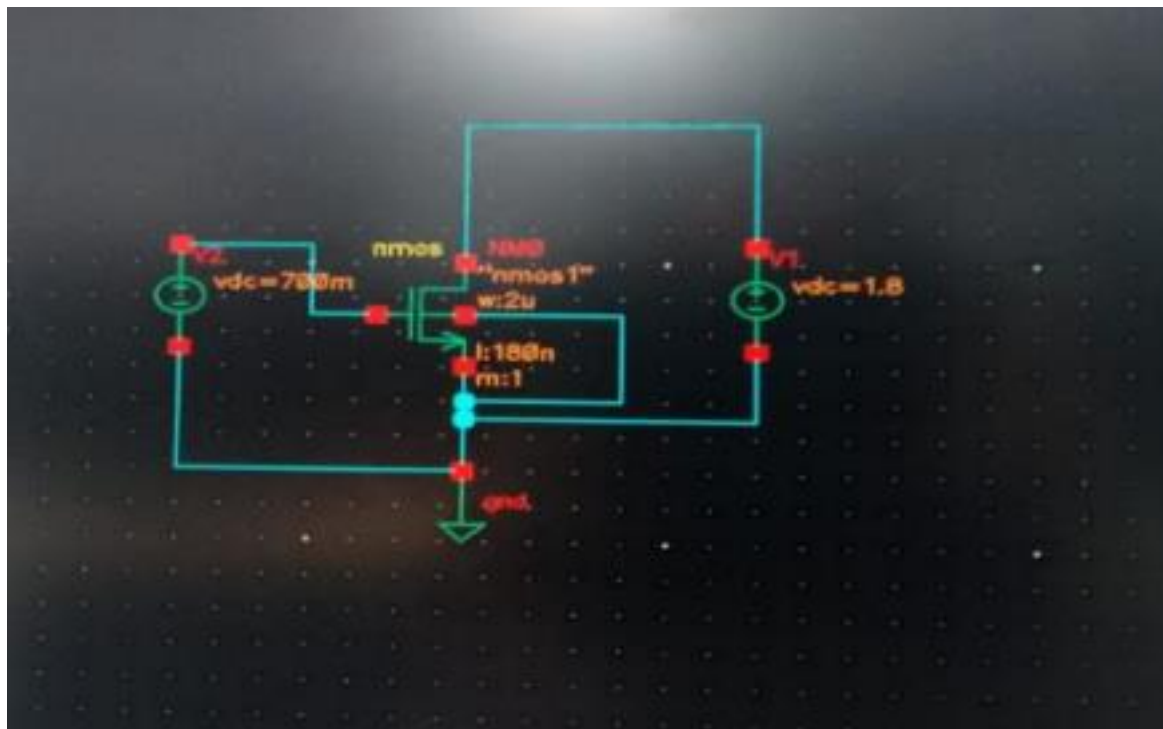 nmos NM0
V2.
"nmos1"
V1.
vdc=700m
vdc=1.8
w:2u
l:180n
m:1
gnd.